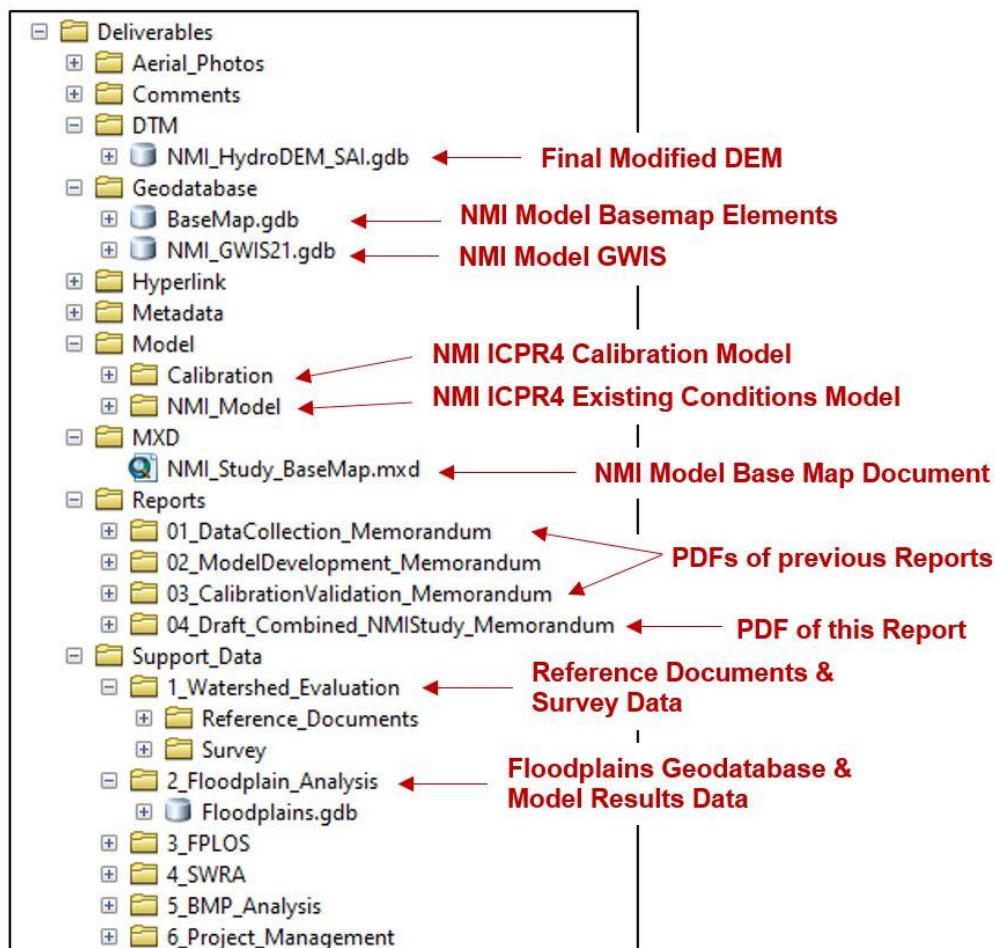 Deliverables
Aerial_Photos
Comments
DTM
NMI_HydroDEM_SAI.gdb
Final Modified DEM
Geodatabase
BaseMap.gdb
NMI Model Basemap Elements
NMI_GWIS21.gdb
NMI Model GWIS
Hyperlink
Metadata
Model
NMI ICPR4 Calibration Model
Calibration
NMI_Model
NMI ICPR4 Existing Conditions Model
MXD
NMI_Study_BaseMap.mxd
NMI Model Base Map Document
Reports
01_DataCollection_Memorandum
02_ModelDevelopment_Memorandum
PDFs of previous Reports
03_CalibrationValidation_Memorandum
04_Draft_Combined_NMIStudy_Memorandum
PDF of this Report
Support_Data
1_Watershed_Evaluation
Reference Documents &
Survey Data
Reference_Documents
Survey
2_Floodplain_Analysis
Floodplains Geodatabase &
Model Results Data
Floodplains.gdb
3_FPLOS
4_SWRA
5_BMP_Analysis
6_Project_Management